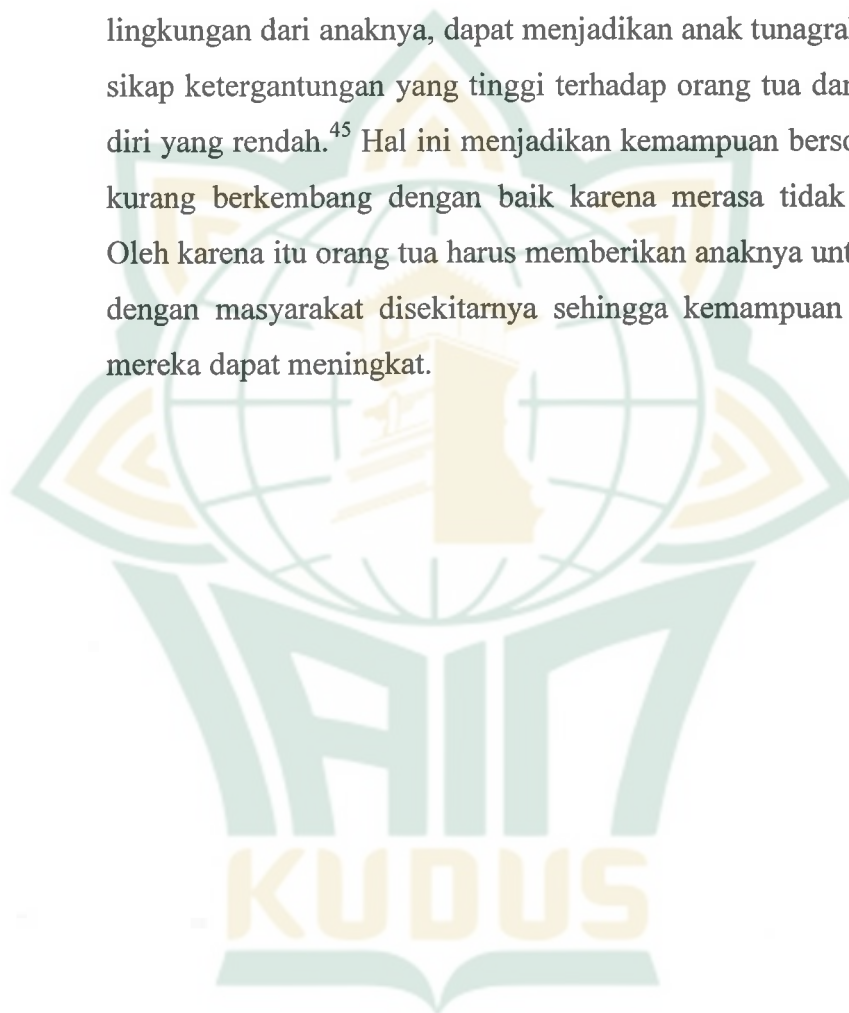 lingkungan dari anaknya, dapat menjadikan anak tunagra
sikap ketergantungan yang tinggi terhadap orang tua dan
diri yang rendah.⁴⁵ Hal ini menjadikan kemampuan berso
kurang berkembang dengan baik karena merasa tidak
Oleh karena itu orang tua harus memberikan anaknya unt
dengan masyarakat disekitarnya sehingga kemampuan
mereka dapat meningkat.
IAIN
KUDUS